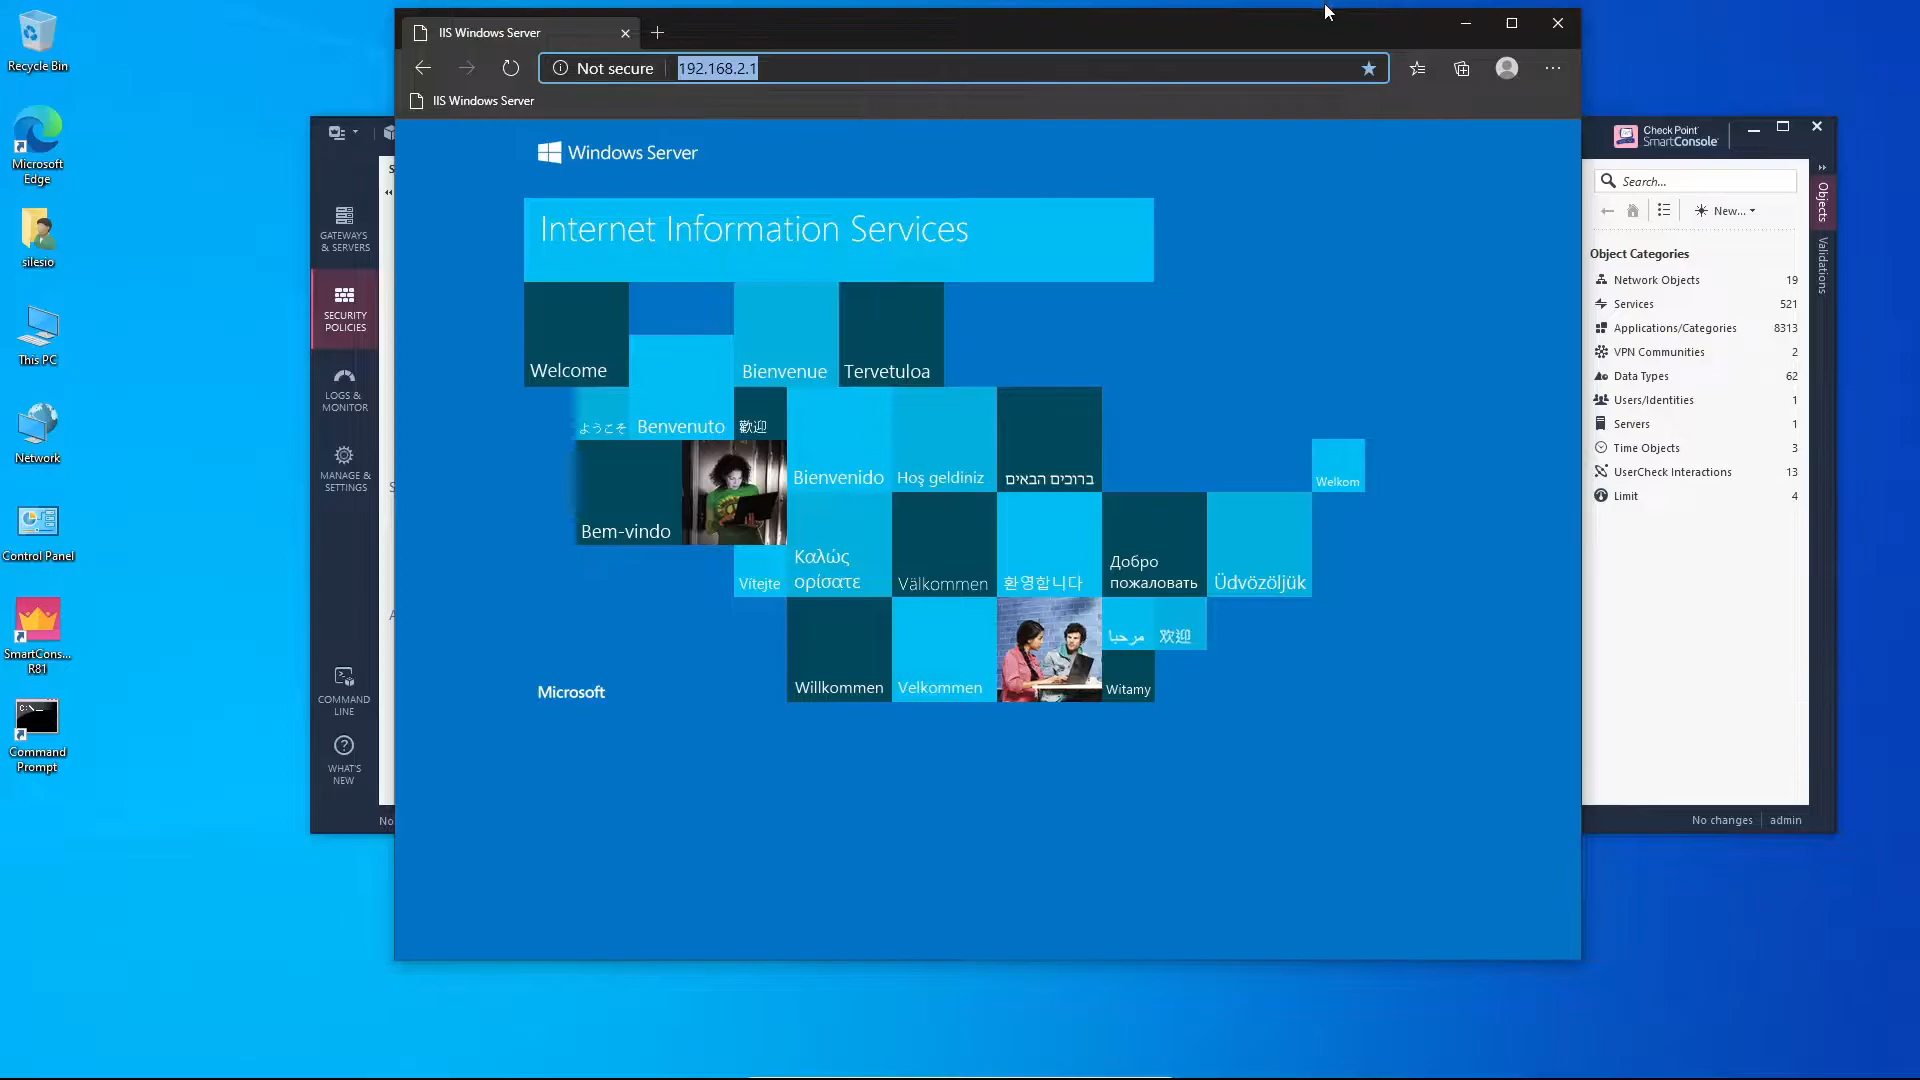 Recycle Bin
Microsoft
Edge
silesio
This PC
Network
Control Panel
SmartCons...
R81
C:\_
Command
Prompt
IIS Windows Server
Not secure
192.168.2.1
IIS Windows Server
Windows Server
Internet Information Services
Welcome
Bienvenue
Tervetuloa
ようこそ
Benvenuto
歡迎
Bienvenido
Hoş geldiniz
ברוכים הבאים
Welkom
Bem-vindo
Vítejte
Καλώς
ορίσατε
Välkommen
환영합니다
Добро
пожаловать
Üdvözöljük
مرحبا
欢迎
Microsoft
Willkommen
Velkommen
Witamy
GATEWAYS
& SERVERS
SECURITY
POLICIES
LOGS &
MONITOR
MANAGE &
SETTINGS
COMMAND
LINE
WHAT'S
NEW
No
Check Point
SmartConsole
Search...
New...
Object Categories
Network Objects 19
Services 521
Applications/Categories 8313
VPN Communities 2
Data Types 62
Users/Identities 1
Servers 1
Time Objects 3
UserCheck Interactions 13
Limit 4
Objects
Validations
No changes
admin